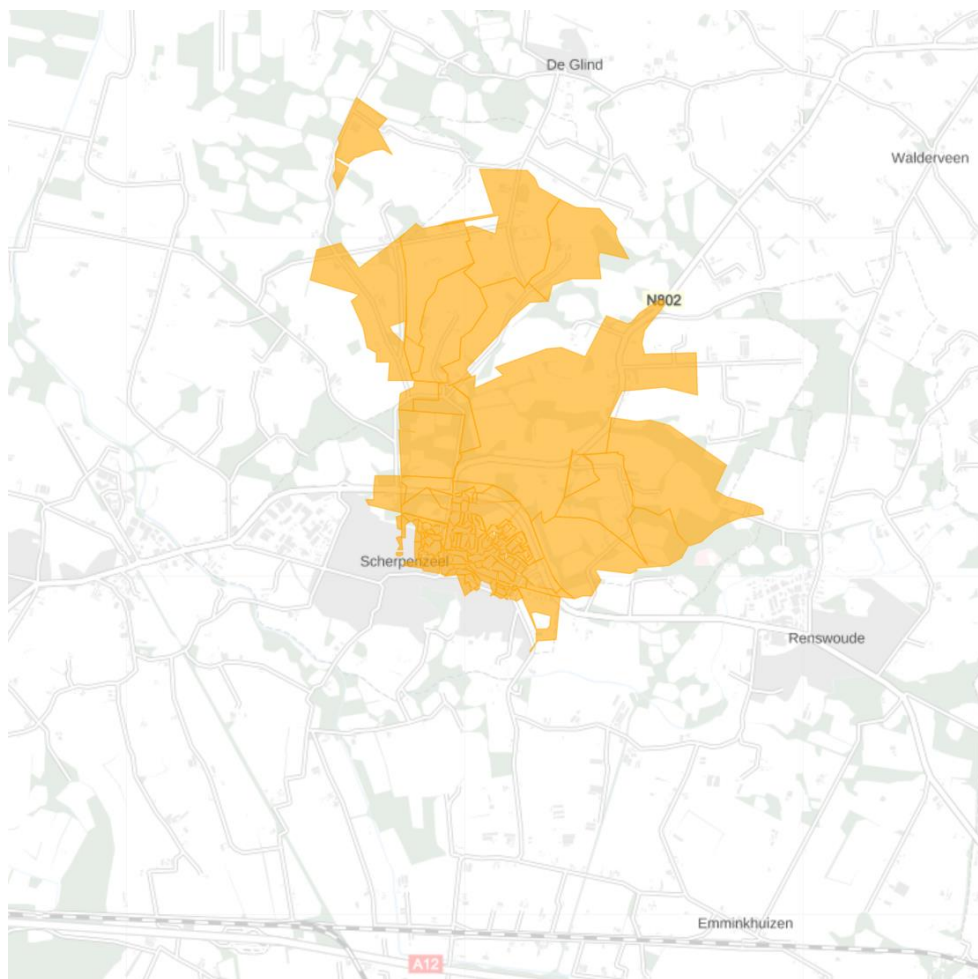 De Glind
Walderveen
N802
Scherpenzeel
Renswoude
Emminkhuizen
A12